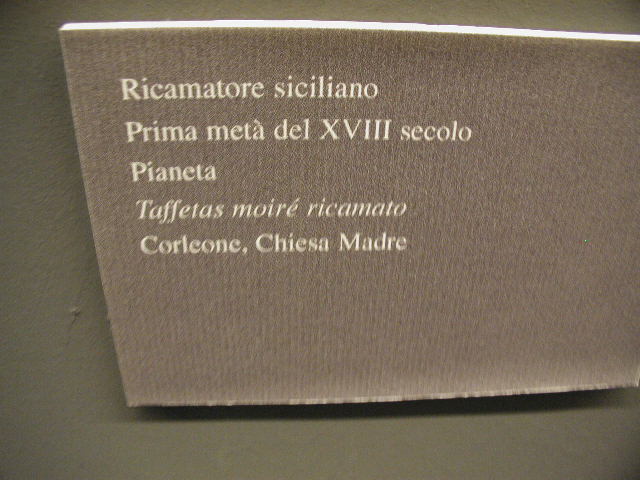 Ricamatore siciliano
Prima metà del XVIII secolo
Pianeta
Taffetas moiré ricamato
Corleone, Chiesa Madre